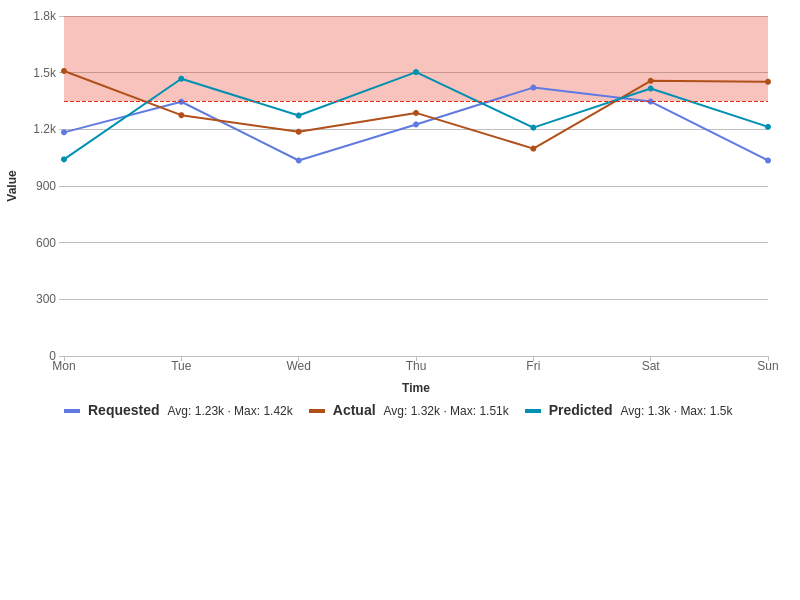 1.8k
1.5k
1.2k
900
600
300
0
Value
Mon Tue Wed Thu Fri Sat Sun
Time
Requested Avg: 1.23k · Max: 1.42k Actual Avg: 1.32k · Max: 1.51k Predicted Avg: 1.3k · Max: 1.5k